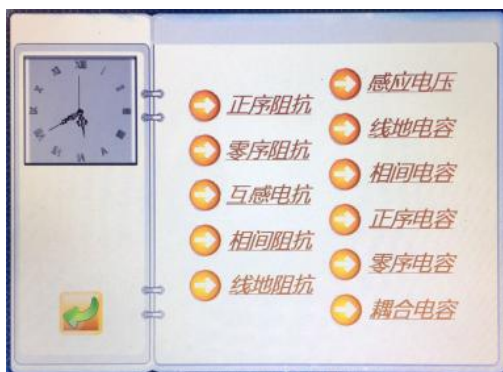 正序阻抗
零序阻抗
互感电抗
相间阻抗
线地阻抗
感应电压
线地电容
相间电容
正序电容
零序电容
耦合电容